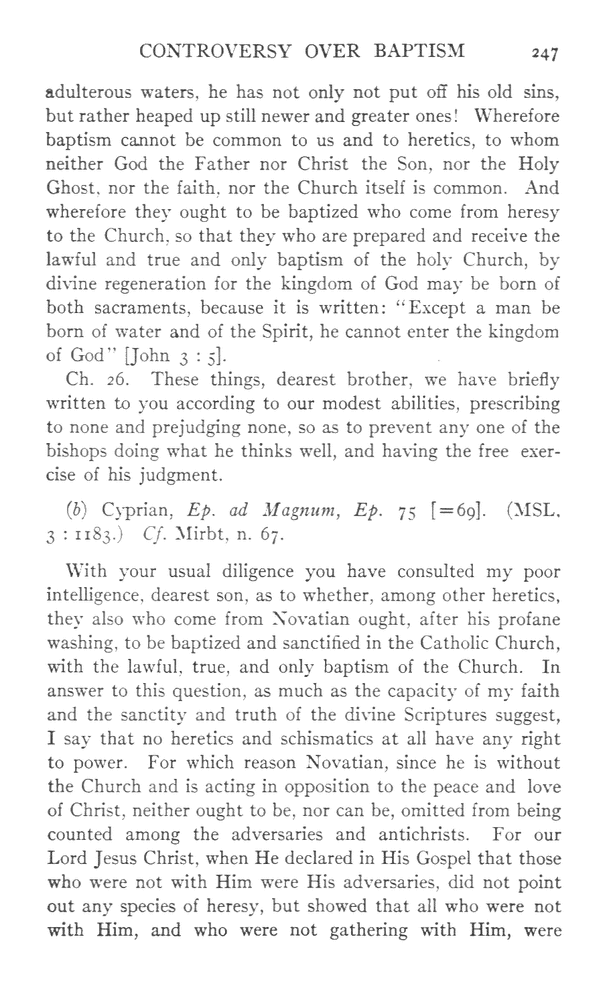 CONTROVERSY OVER BAPTISM 247
adulterous waters, he has not only not put off his old sins,
but rather heaped up still newer and greater ones! Wherefore
baptism cannot be common to us and to heretics, to whom
neither God the Father nor Christ the Son, nor the Holy
Ghost, nor the faith, nor the Church itself is common. And
wherefore they ought to be baptized who come from heresy
to the Church, so that they who are prepared and receive the
lawful and true and only baptism of the holy Church, by
divine regeneration for the kingdom of God may be born of
both sacraments, because it is written: “Except a man be
born of water and of the Spirit, he cannot enter the kingdom
of God” [John 3 : 5].
Ch. 26. These things, dearest brother, we have briefly
written to you according to our modest abilities, prescribing
to none and prejudging none, so as to prevent any one of the
bishops doing what he thinks well, and having the free exer-
cise of his judgment.
(b) Cyprian, Ep. ad Magnum, Ep. 75 [=69]. (MSL,
3 : 1183.) Cf. Mirbt, n. 67.
With your usual diligence you have consulted my poor
intelligence, dearest son, as to whether, among other heretics,
they also who come from Novatian ought, after his profane
washing, to be baptized and sanctified in the Catholic Church,
with the lawful, true, and only baptism of the Church. In
answer to this question, as much as the capacity of my faith
and the sanctity and truth of the divine Scriptures suggest,
I say that no heretics and schismatics at all have any right
to power. For which reason Novatian, since he is without
the Church and is acting in opposition to the peace and love
of Christ, neither ought to be, nor can be, omitted from being
counted among the adversaries and antichrists. For our
Lord Jesus Christ, when He declared in His Gospel that those
who were not with Him were His adversaries, did not point
out any species of heresy, but showed that all who were not
with Him, and who were not gathering with Him, were